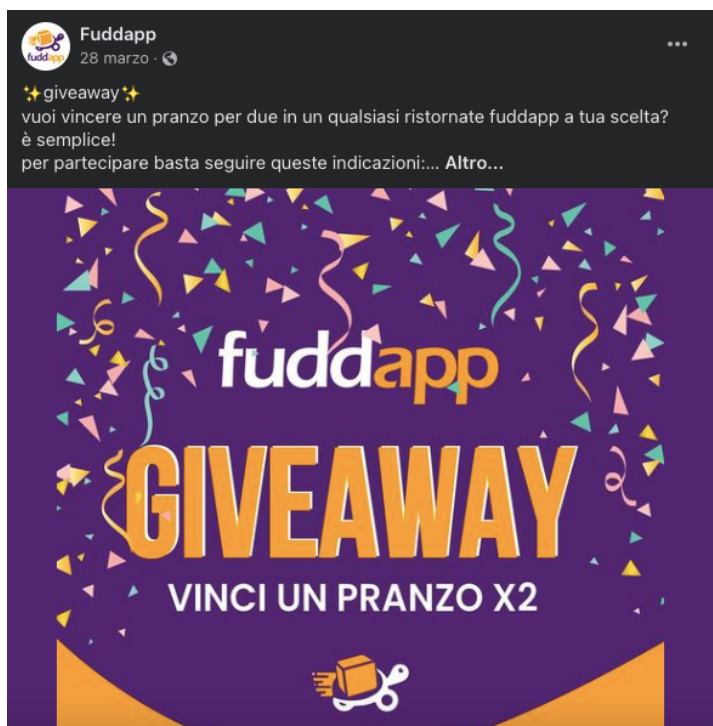 fuddapp
Fuddapp
28 marzo ·
✨giveaway✨
vuoi vincere un pranzo per due in un qualsiasi ristornate fuddapp a tua scelta?
è semplice!
per partecipare basta seguire queste indicazioni:... Altro...
fuddapp
GIVEAWAY
VINCI UN PRANZO X2